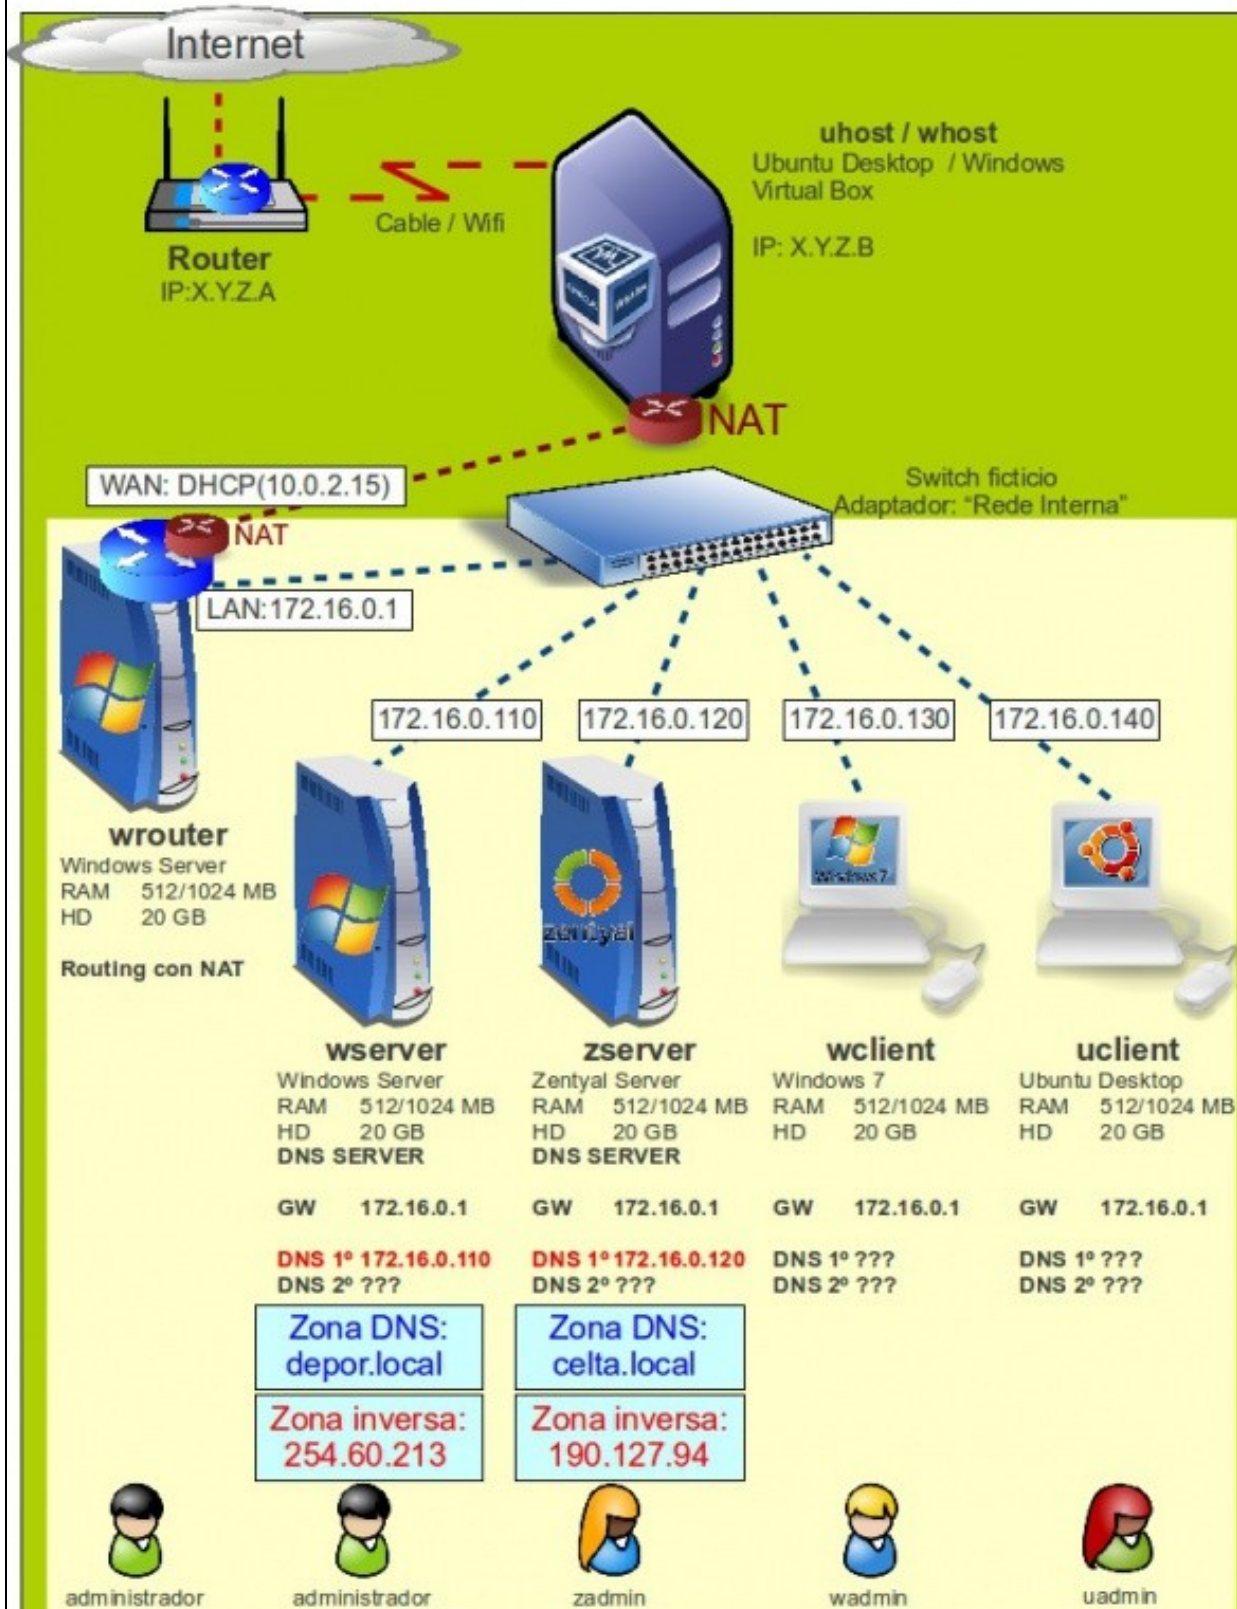 Internet
uhost / whost
Ubuntu Desktop / Windows
Virtual Box
IP: X.Y.Z.B
Cable / Wifi
Router
IP:X.Y.Z.A
NAT
WAN: DHCP(10.0.2.15)
Switch ficticio
Adaptador: “Rede Interna”
NAT
LAN:172.16.0.1
172.16.0.110
172.16.0.120
172.16.0.130
172.16.0.140
wrouter
Windows Server
RAM 512/1024 MB
HD 20 GB
Routing con NAT
zentyal
Windows 7
wserver
Windows Server
RAM 512/1024 MB
HD 20 GB
DNS SERVER
GW 172.16.0.1
DNS 1º 172.16.0.110
DNS 2º ???
Zona DNS:
depor.local
Zona inversa:
254.60.213
zserver
Zentyal Server
RAM 512/1024 MB
HD 20 GB
DNS SERVER
GW 172.16.0.1
DNS 1º 172.16.0.120
DNS 2º ???
Zona DNS:
celta.local
Zona inversa:
190.127.94
wclient
Windows 7
RAM 512/1024 MB
HD 20 GB
GW 172.16.0.1
DNS 1º ???
DNS 2º ???
uclient
Ubuntu Desktop
RAM 512/1024 MB
HD 20 GB
GW 172.16.0.1
DNS 1º ???
DNS 2º ???
administrador
administrador
zadmin
wadmin
uadmin